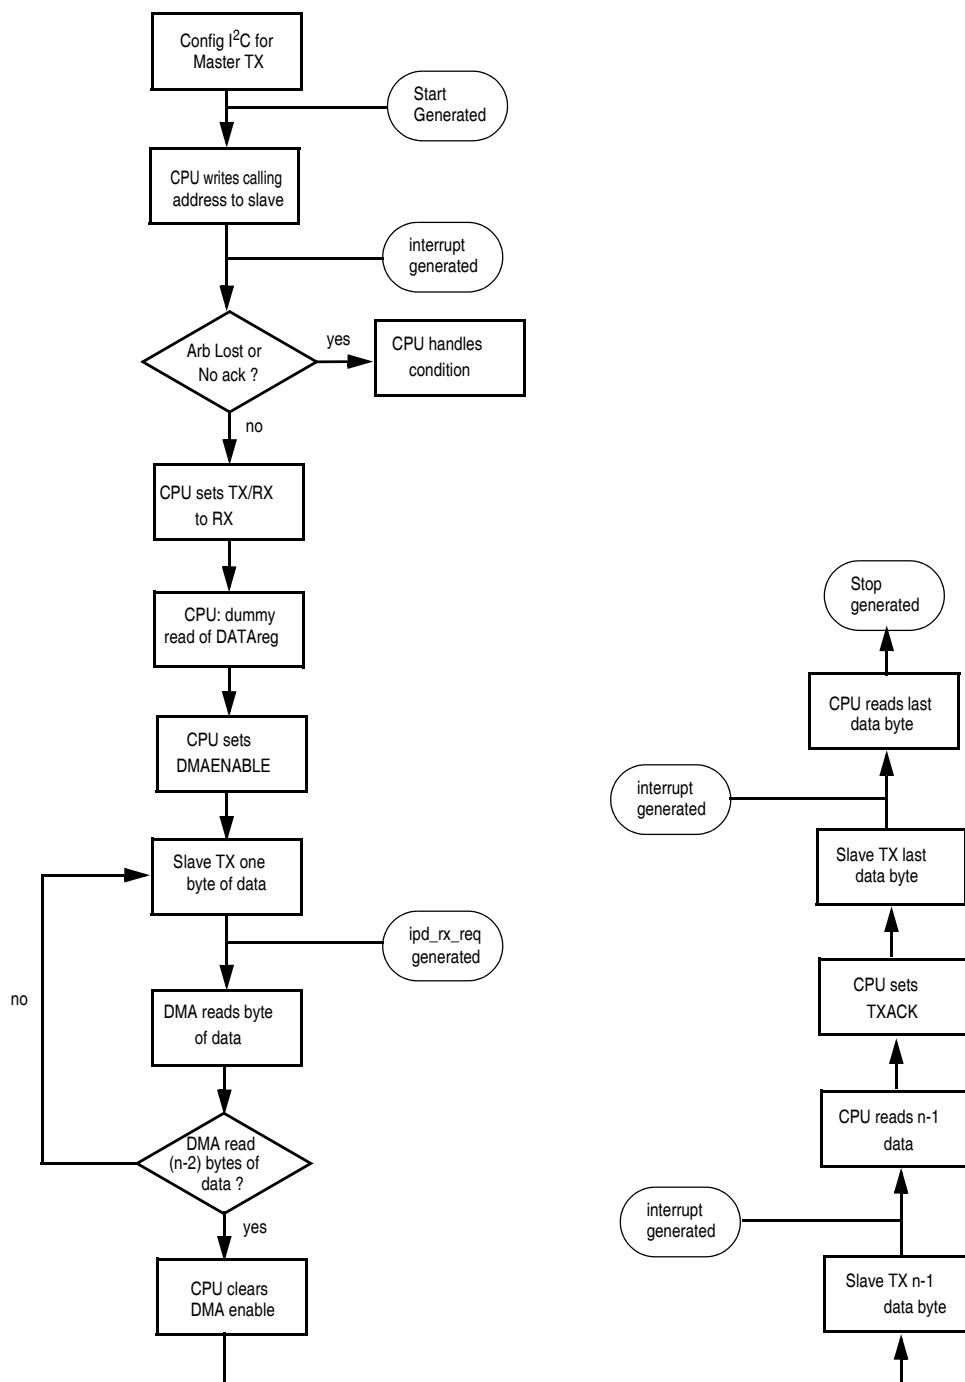 Config I²C for
Master TX
Start
Generated
CPU writes calling
address to slave
interrupt
generated
Arb Lost or
No ack ?
yes
CPU handles
condition
no
CPU sets TX/RX
to RX
CPU: dummy
read of DATAreg
CPU sets
DMAENABLE
Slave TX one
byte of data
ipd_rx_req
generated
no
DMA reads byte
of data
DMA read
(n-2) bytes of
data ?
yes
CPU clears
DMA enable
Stop
generated
CPU reads last
data byte
interrupt
generated
Slave TX last
data byte
CPU sets
TXACK
CPU reads n-1
data
interrupt
generated
Slave TX n-1
data byte